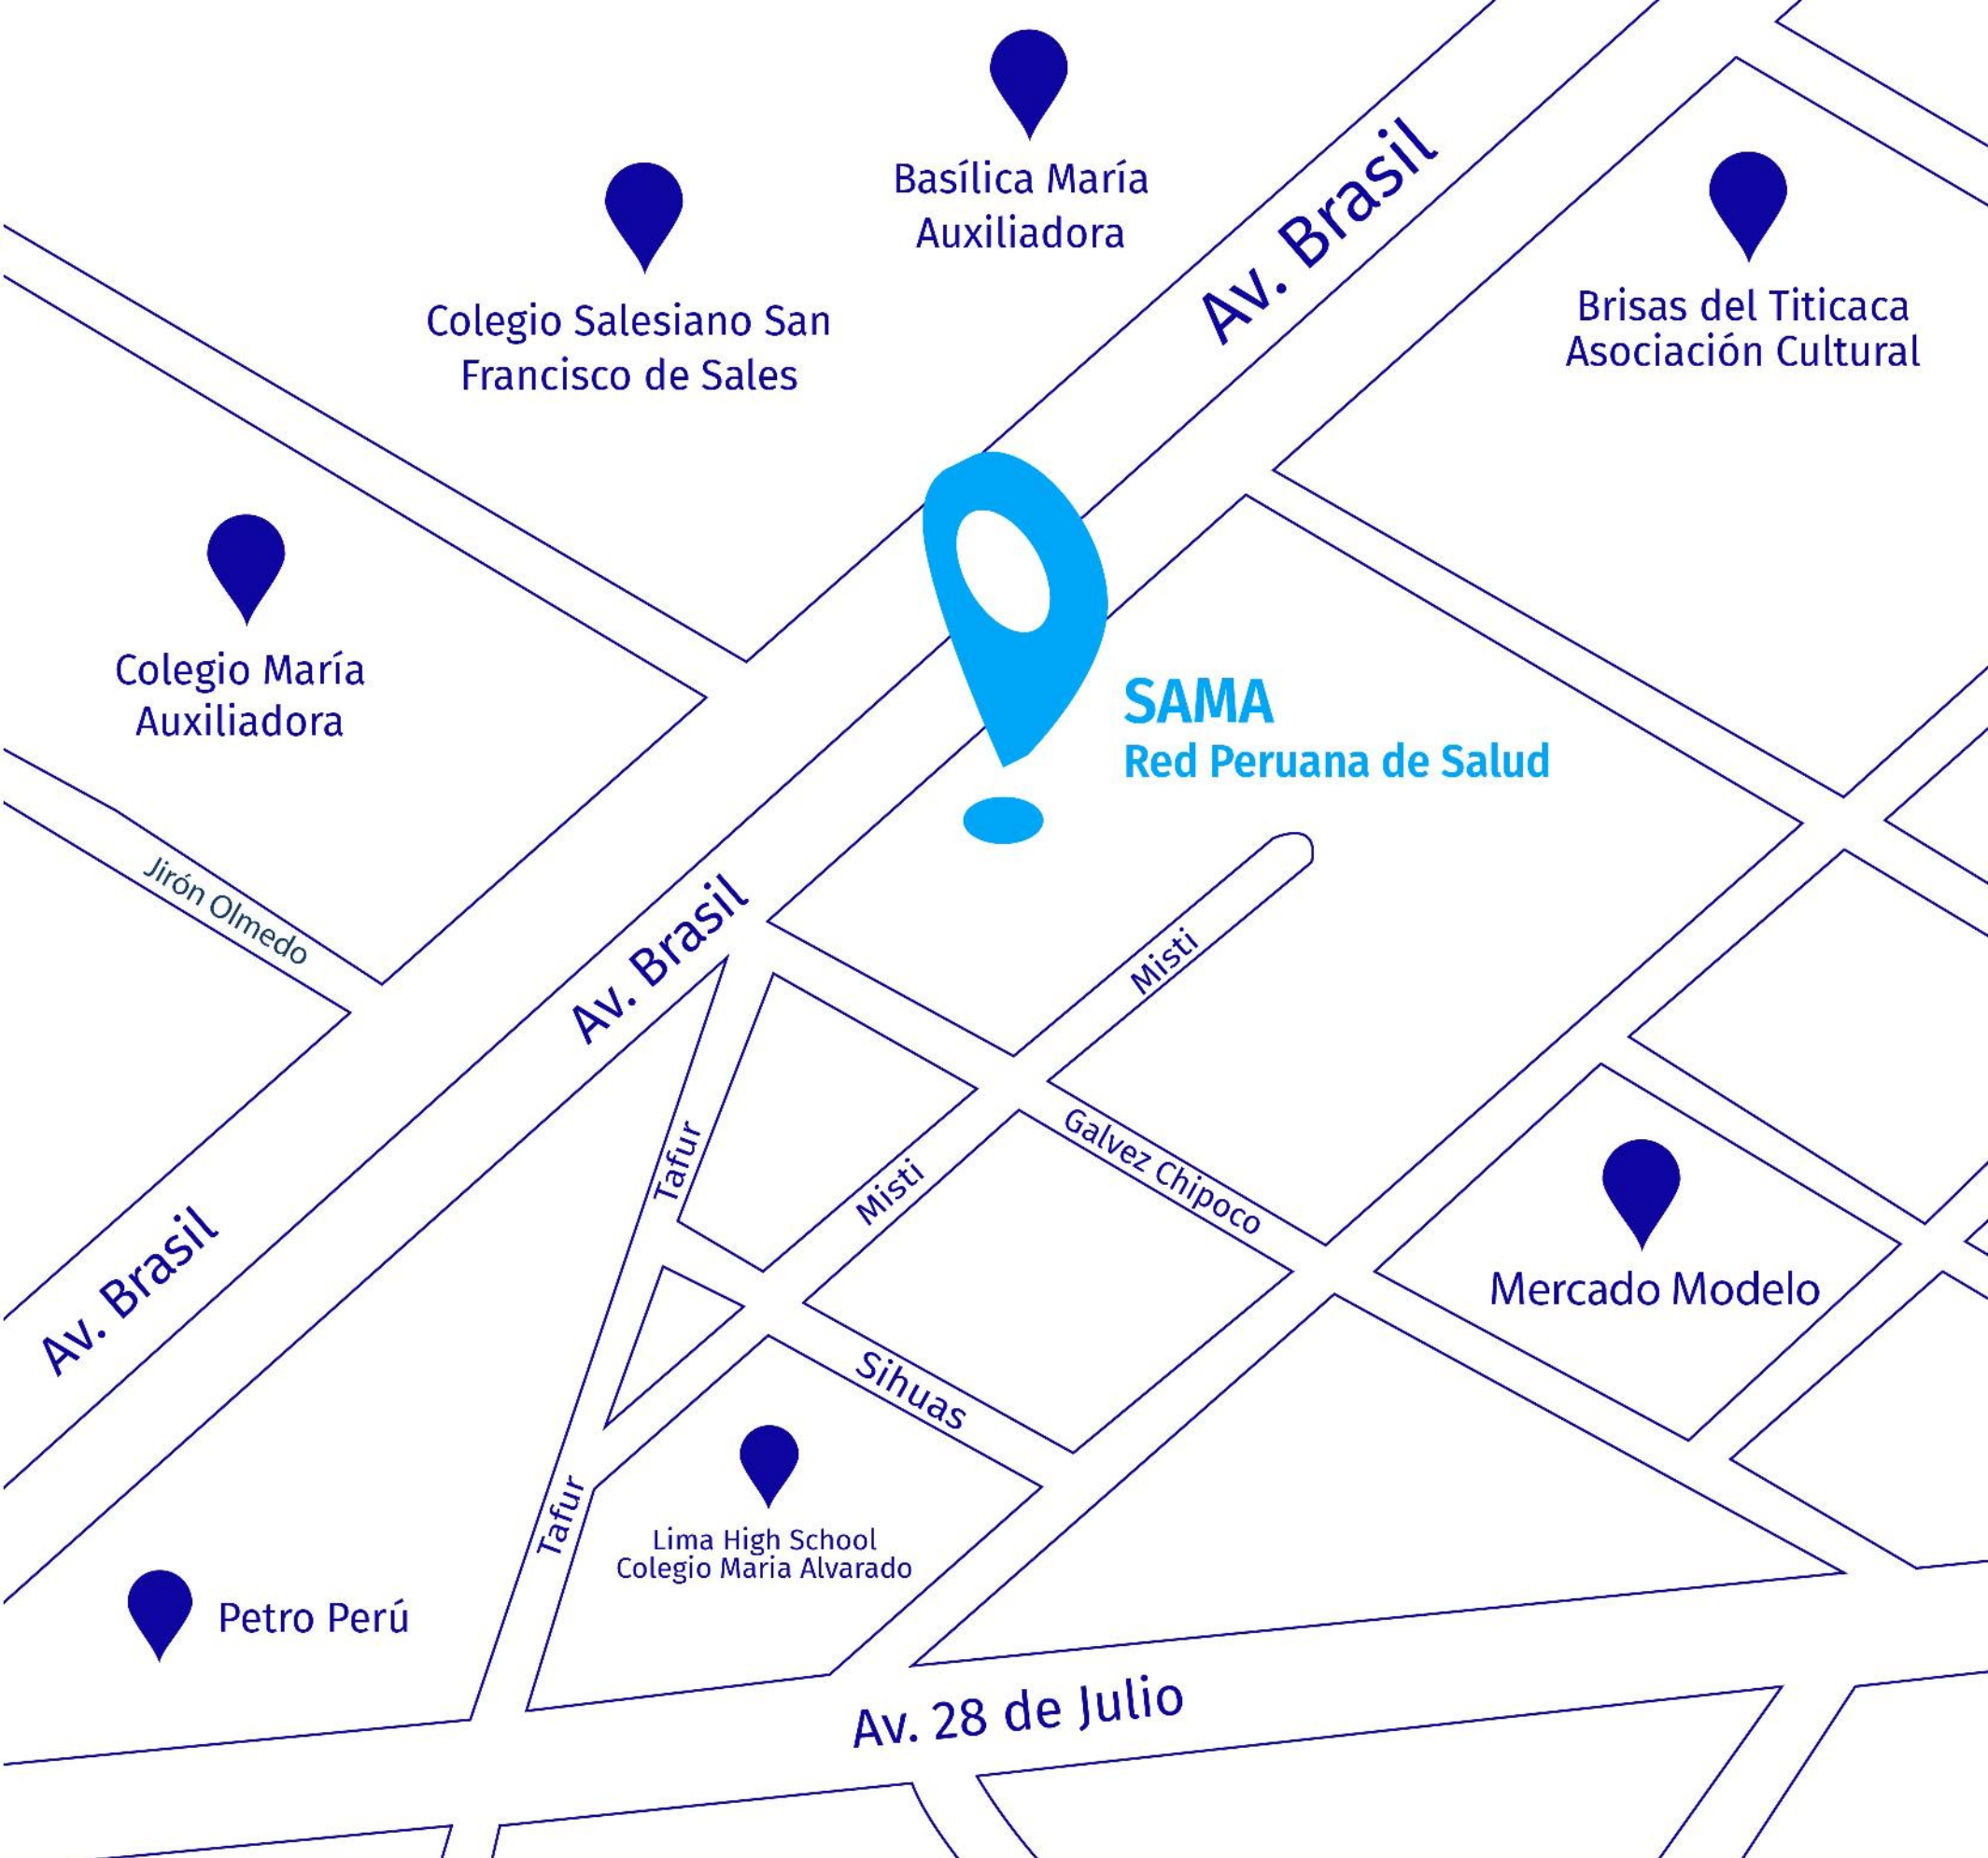 Basílica María
Auxiliadora
Av. Brasil
Colegio Salesiano San
Francisco de Sales
Brisas del Titicaca
Asociación Cultural
Colegio María
Auxiliadora
SAMA
Red Peruana de Salud
Jirón Olmedo
Av. Brasil
Misti
Tafur
Misti
Galvez Chipoco
Av. Brasil
Mercado Modelo
Sihuas
Tafur
Lima High School
Colegio Maria Alvarado
Petro Perú
Av. 28 de Julio